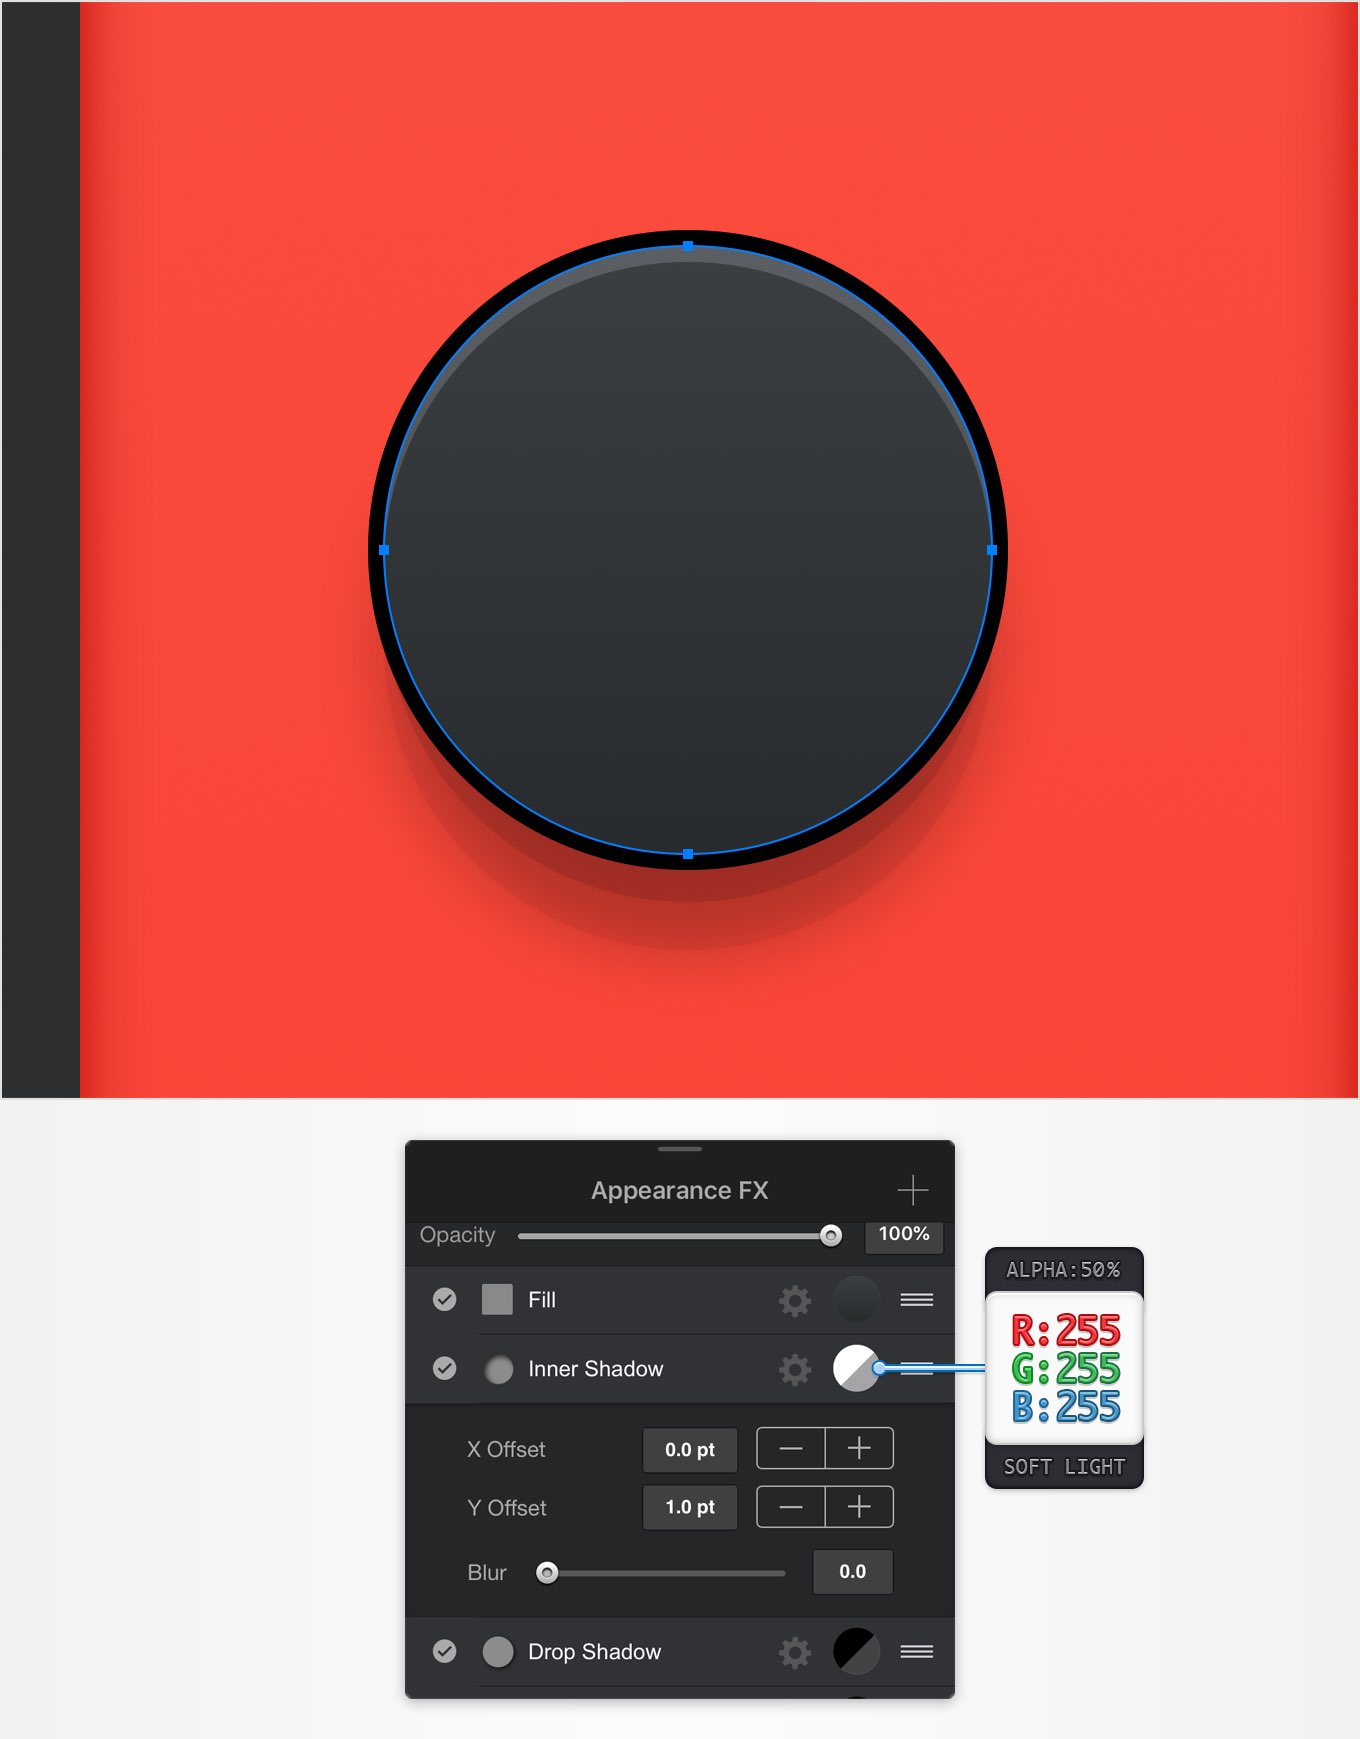 Appearance FX
Opacity 100%
Fill
Inner Shadow
X Offset 0.0 pt
Y Offset 1.0 pt
Blur 0.0
Drop Shadow
ALPHA:50%
R:255
G:255
B:255
SOFT LIGHT